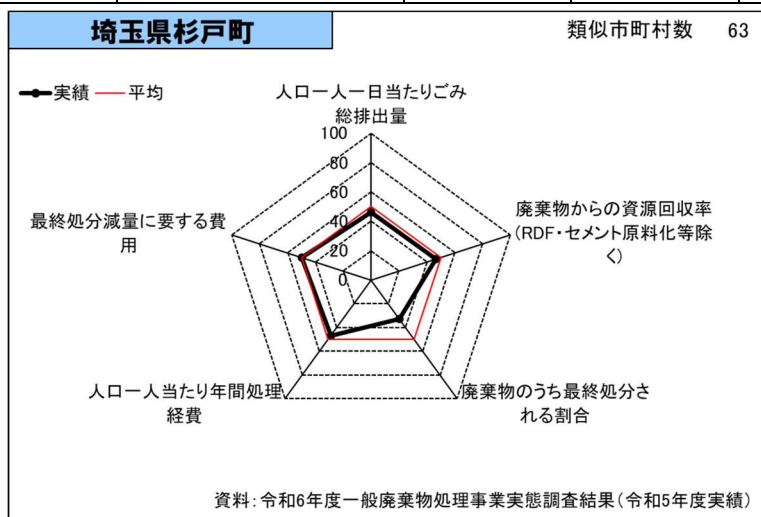 埼玉県杉戸町
類似市町村数 63
実績 平均
人口一人一日当たりごみ
総排出量
100
80
60
40
20
0
廃棄物からの資源回収率
(RDF・セメント原料化等除
く)
廃棄物のうち最終処分さ
れる割合
人口一人当たり年間処理
経費
最終処分減量に要する費
用
資料:令和6年度一般廃棄物処理事業実態調査結果(令和5年度実績)